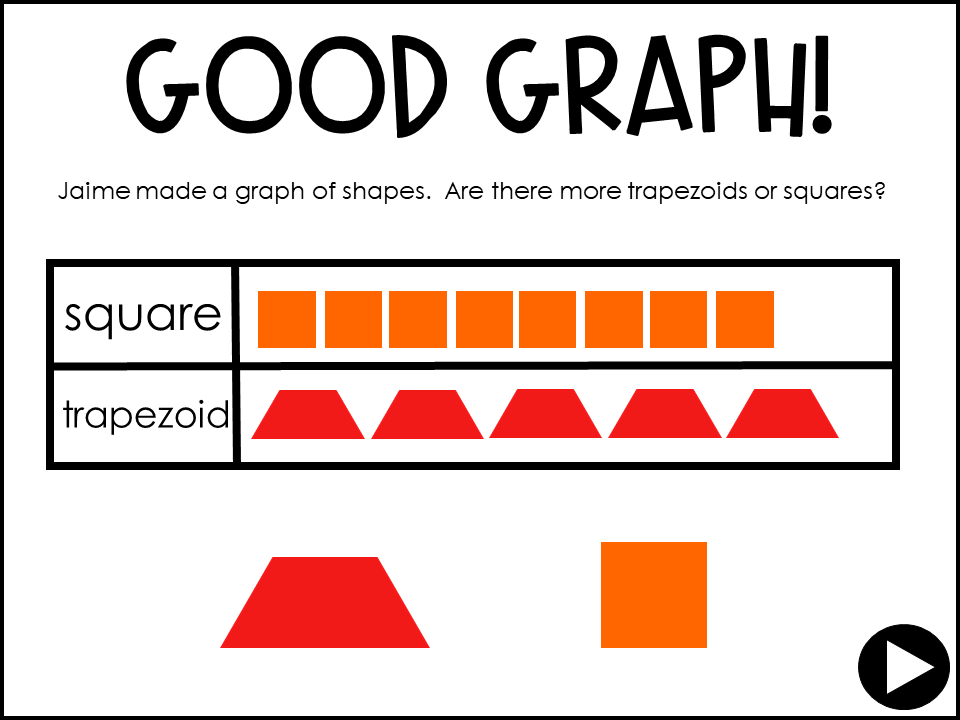 GOOD GRAPH!
Jaime made a graph of shapes.  Are there more trapezoids or squares?
square
trapezoid